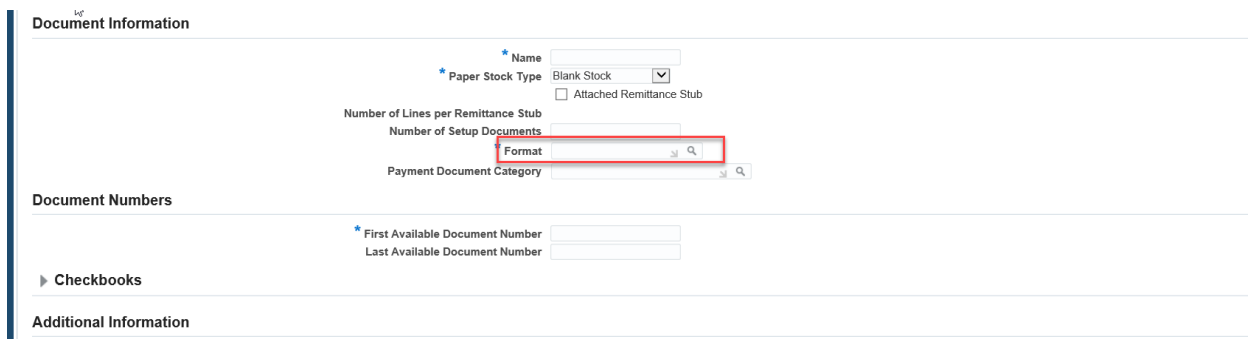 Document Information
* Name
* Paper Stock Type Blank Stock
Attached Remittance Stub
Number of Lines per Remittance Stub
Number of Setup Documents
* Format
Payment Document Category
Document Numbers
* First Available Document Number
Last Available Document Number
Checkbooks
Additional Information